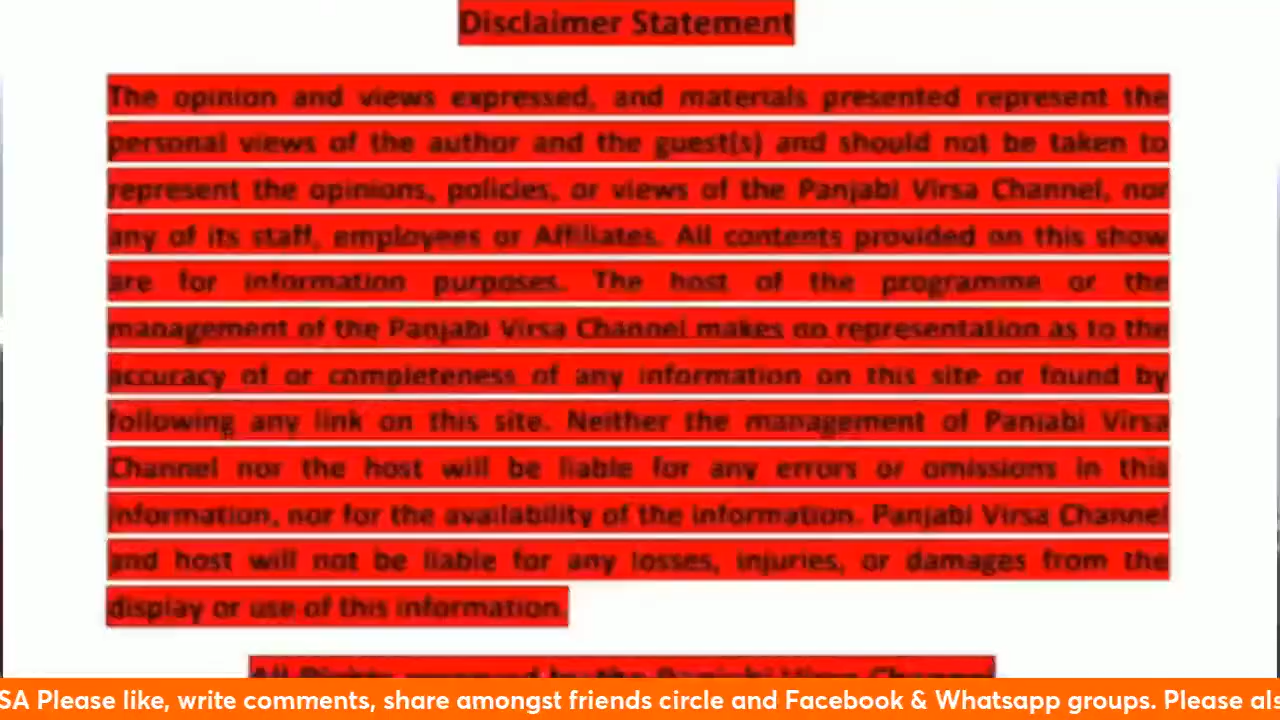 Disclaimer Statement
The opinion and views expressed, and materials presented represent the
personal views of the author and the guest(s) and should not be taken to
represent the opinions, policies, or views of the Panjabi Virsa Channel, nor
any of its staff, employees or Affiliates. All contents provided on this show
are for information purposes. The host of the programme or the
management of the Panjabi Virsa Channel makes no representation as to the
accuracy of or completeness of any information on this site or found by
following any link on this site. Neither the management of Panjabi Virsa
Channel nor the host will be liable for any errors or omissions in this
information, nor for the availability of the information. Panjabi Virsa Channel
and host will not be liable for any losses, injuries, or damages from the
display or use of this information.
All Rights reserved by the Panjabi Virsa Channel
SA Please like, write comments, share amongst friends circle and Facebook & Whatsapp groups. Please als